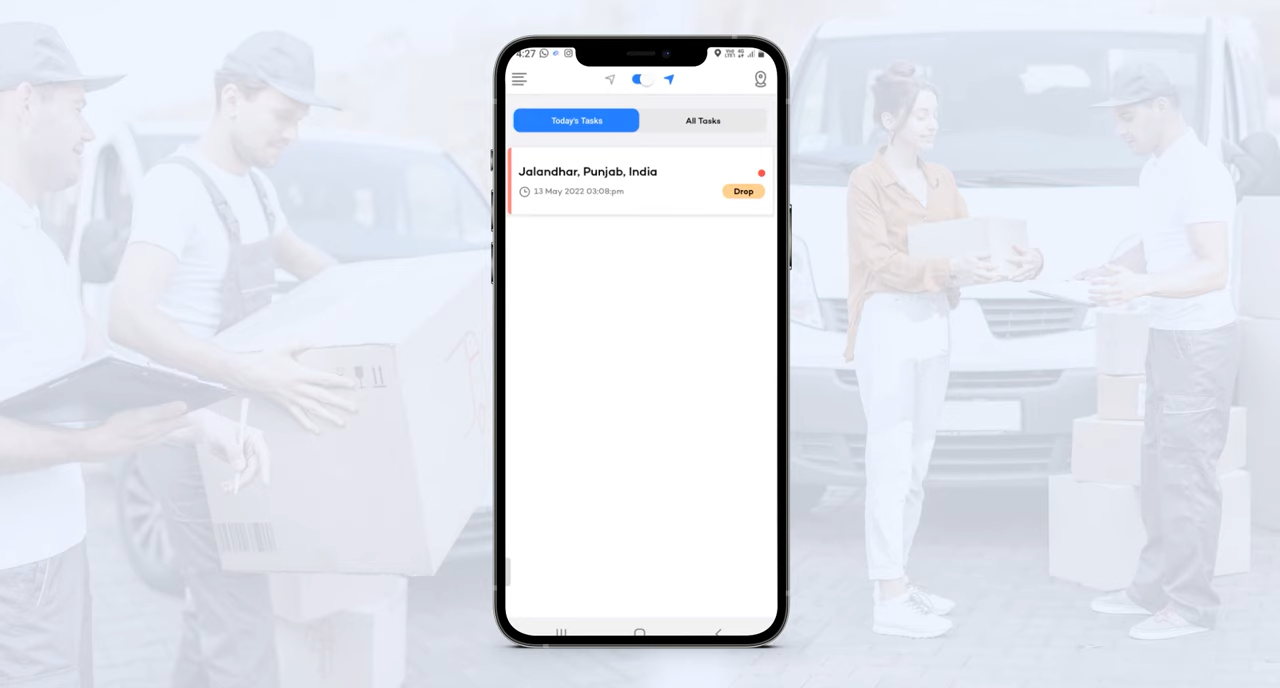 4:27
Today's Tasks
All Tasks
Jalandhar, Punjab, India
13 May 2022 03:08:pm
Drop